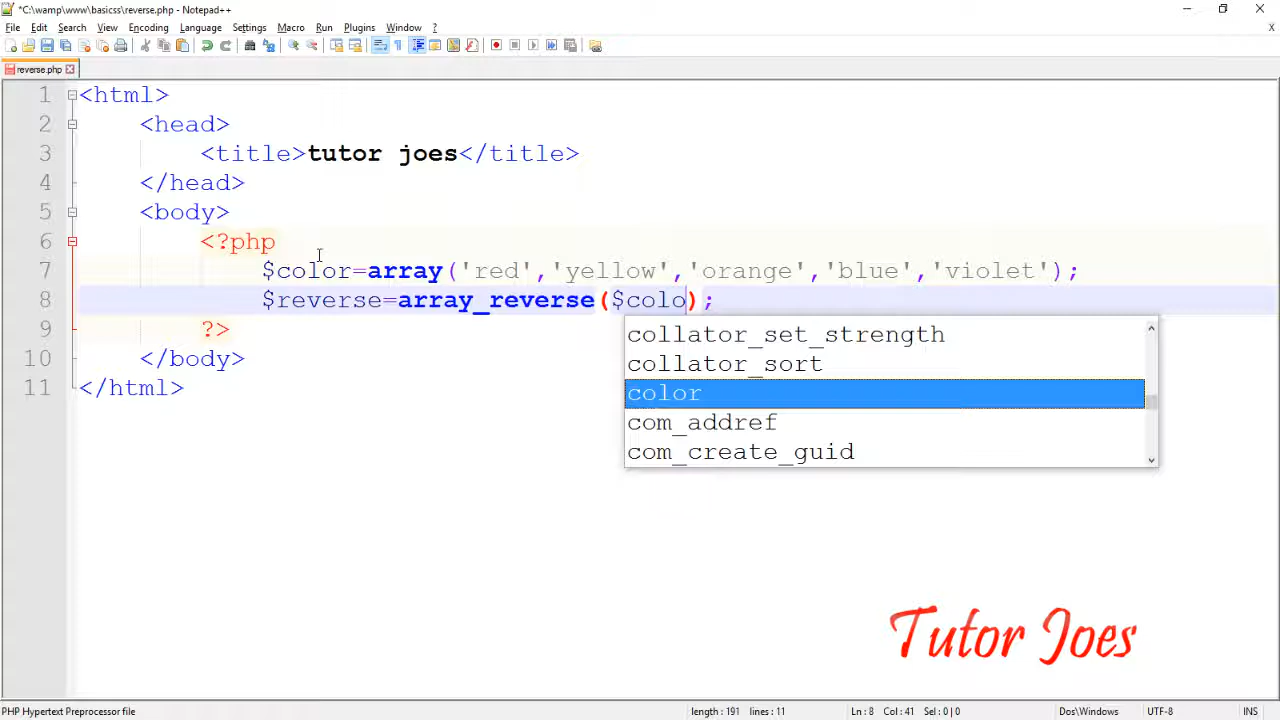 *C:\wamp\www\basicss\reverse.php - Notepad++
File Edit Search View Encoding Language Settings Macro Run Plugins Window ?
X
reverse.php
1 <html>
2 <head>
3 <title>tutor joes</title>
4 </head>
5 <body>
6 <?php
7 $color=array('red','yellow','orange','blue','violet');
8 $reverse=array_reverse($colo);
9 ?>
10 </body>
11 </html>
collator_set_strength
collator_sort
color
com_addref
com_create_guid
Tutor Joes
PHP Hypertext Preprocessor file length : 191 lines : 11 Ln : 8 Col : 41 Sel : 0 | 0 Dos\Windows UTF-8 INS